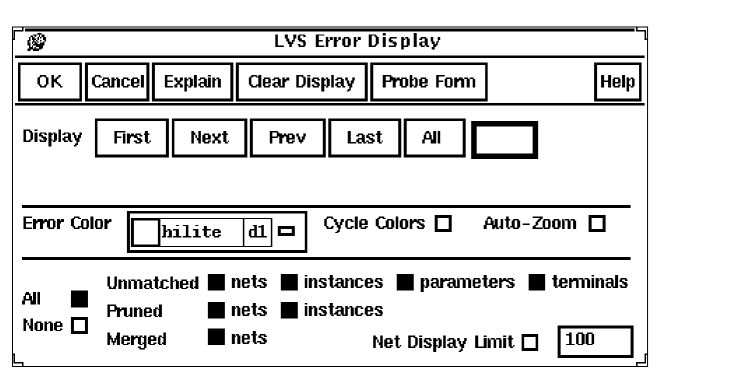 LVS Error Display
OK Cancel Explain Clear Display Probe Form Help
Display First Next Prev Last All
Error Color hilite d1 Cycle Colors Auto-Zoom
Unmatched nets instances parameters terminals
All
Pruned nets instances
None
Merged nets
Net Display Limit 100